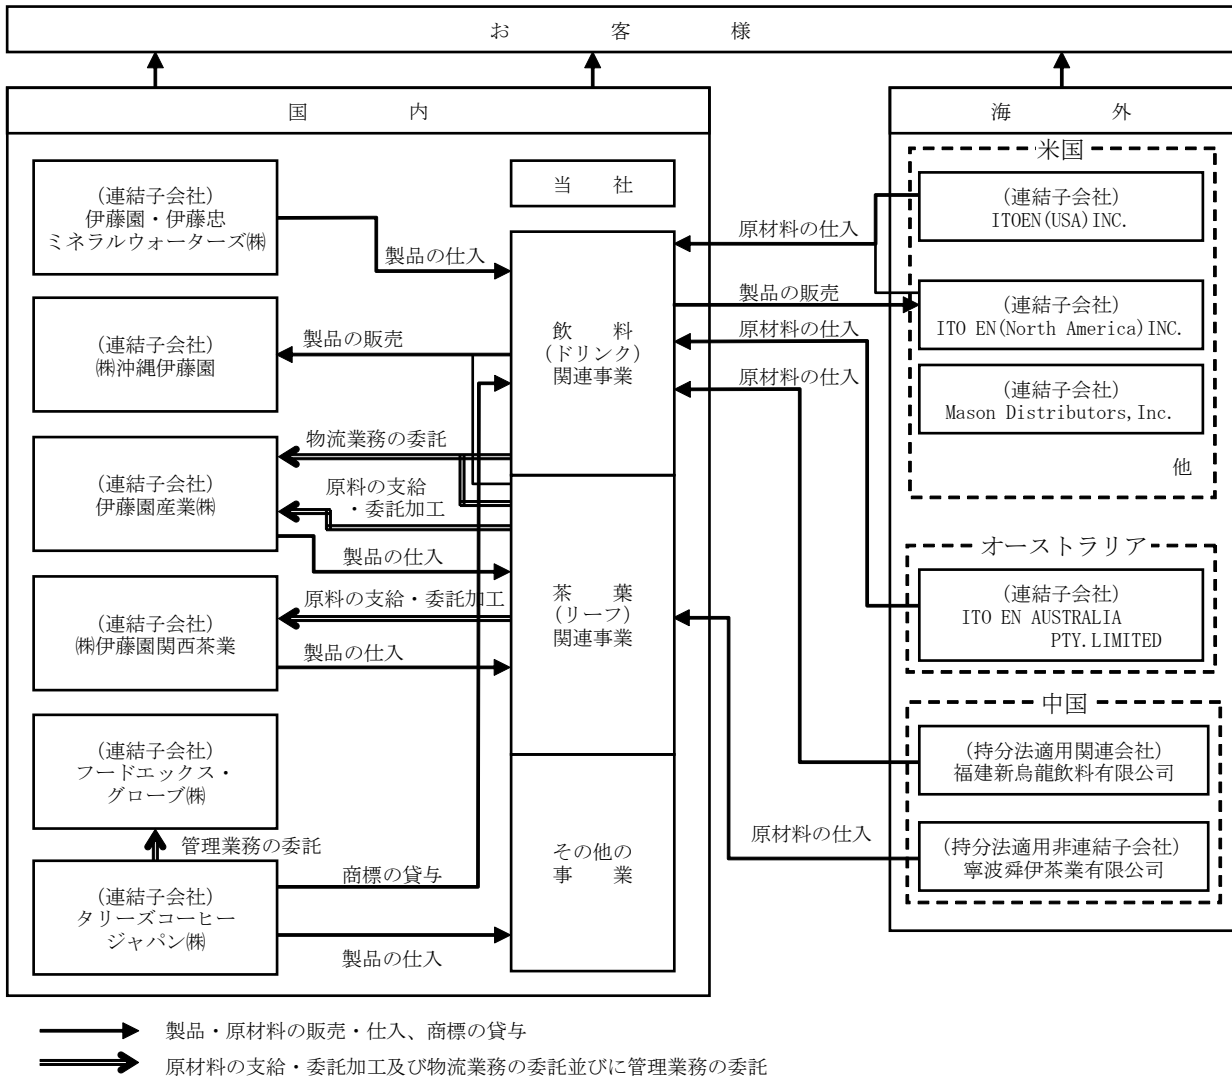 お客様
国内
海外
(連結子会社)
伊藤園・伊藤忠
ミネラルウォーターズ㈱
製品の仕入
(連結子会社)
㈱沖縄伊藤園
製品の販売
物流業務の委託
(連結子会社)
伊藤園産業㈱
原料の支給
・委託加工
製品の仕入
(連結子会社)
㈱伊藤園関西茶業
原料の支給・委託加工
製品の仕入
(連結子会社)
フードエックス・
グローブ㈱
管理業務の委託
(連結子会社)
タリーズコーヒー
ジャパン㈱
商標の貸与
製品の仕入
当社
飲料
(ドリンク)
関連事業
茶葉
(リーフ)
関連事業
その他の
事業
原材料の仕入
製品の販売
原材料の仕入
原材料の仕入
原材料の仕入
米国
(連結子会社)
ITOEN(USA)INC.
(連結子会社)
ITO EN(North America)INC.
(連結子会社)
Mason Distributors,Inc.
他
オーストラリア
(連結子会社)
ITO EN AUSTRALIA
PTY.LIMITED
中国
(持分法適用関連会社)
福建新烏龍飲料有限公司
(持分法適用非連結子会社)
寧波舜伊茶業有限公司
製品・原材料の販売・仕入、商標の貸与
原材料の支給・委託加工及び物流業務の委託並びに管理業務の委託